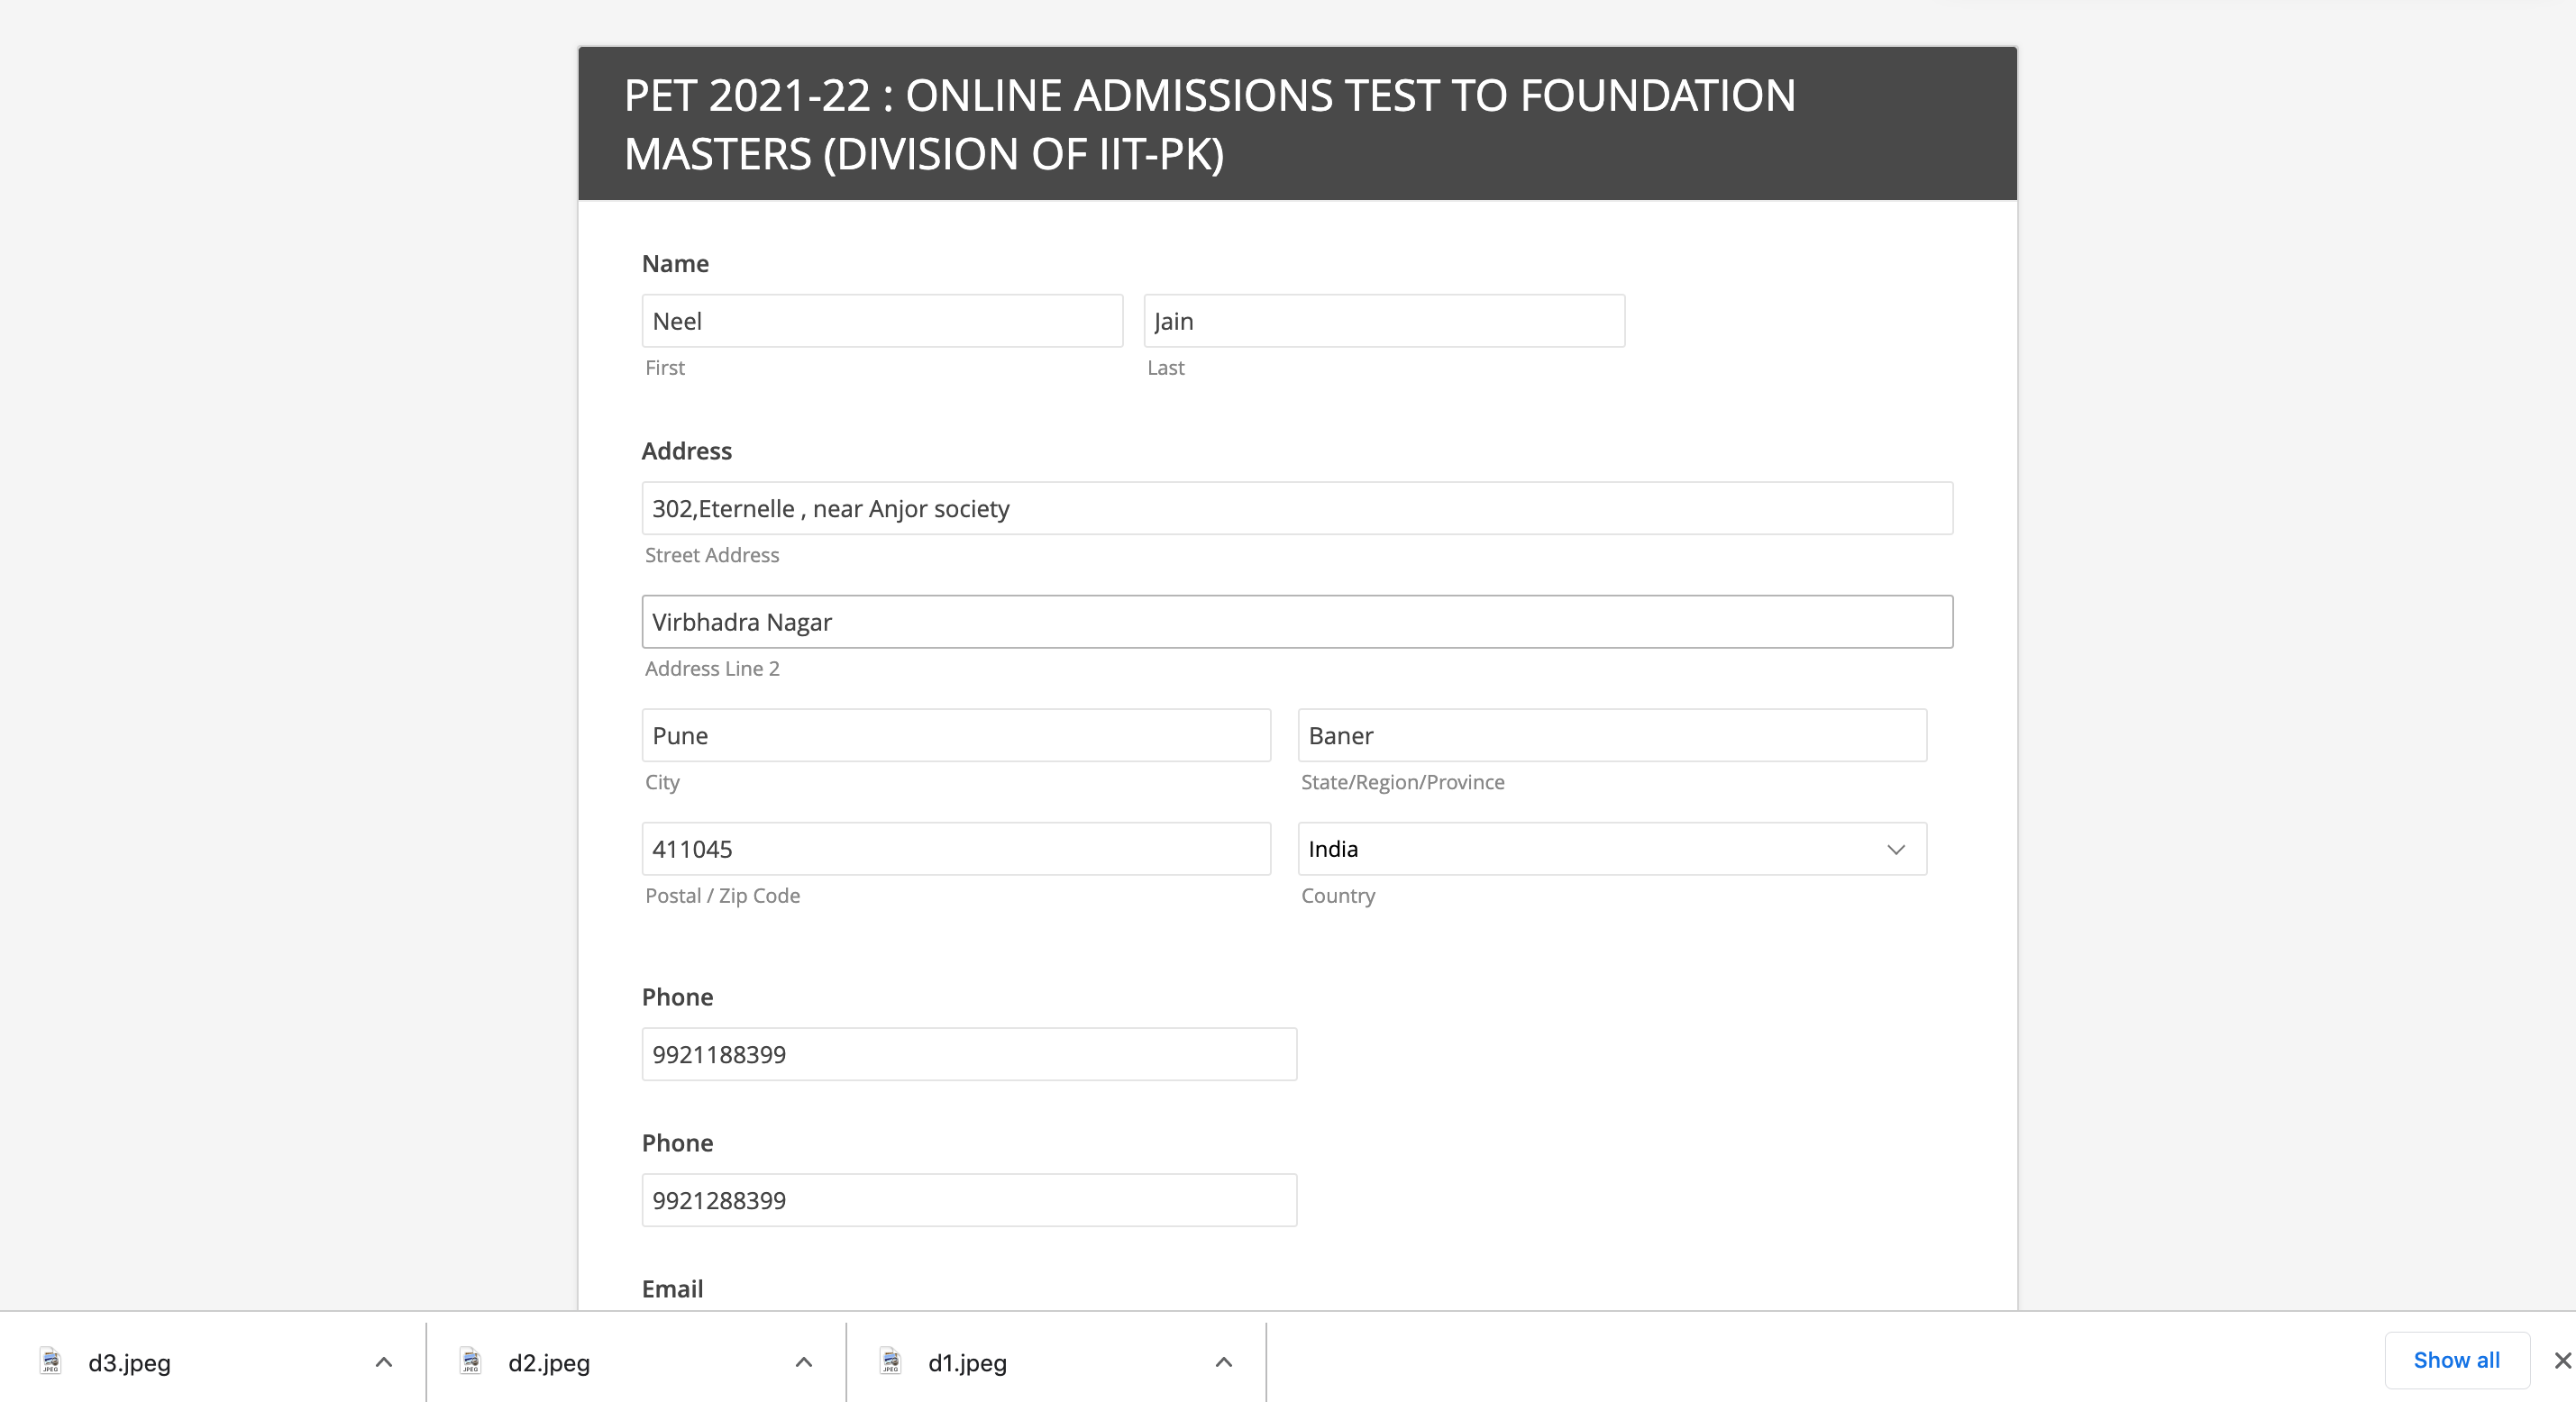 PET 2021-22 : ONLINE ADMISSIONS TEST TO FOUNDATION
MASTERS (DIVISION OF IIT-PK)
Name
Neel Jain
First Last
Address
302,Eternelle , near Anjor society
Street Address
Virbhadra Nagar
Address Line 2
Pune Baner
City State/Region/Province
411045 India
Postal / Zip Code Country
Phone
9921188399
Phone
9921288399
Email
d3.jpeg d2.jpeg d1.jpeg Show all